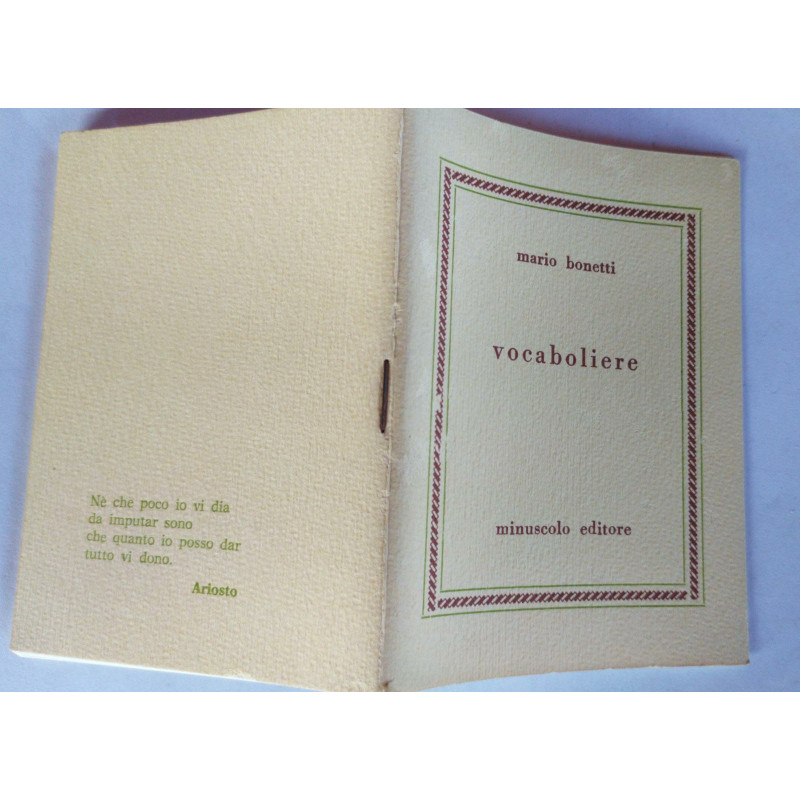 Nè che poco io vi dia
da imputar sono
che quanto io posso dar
tutto vi dono.
Ariosto
mario bonetti
vocaboliere
minuscolo editore